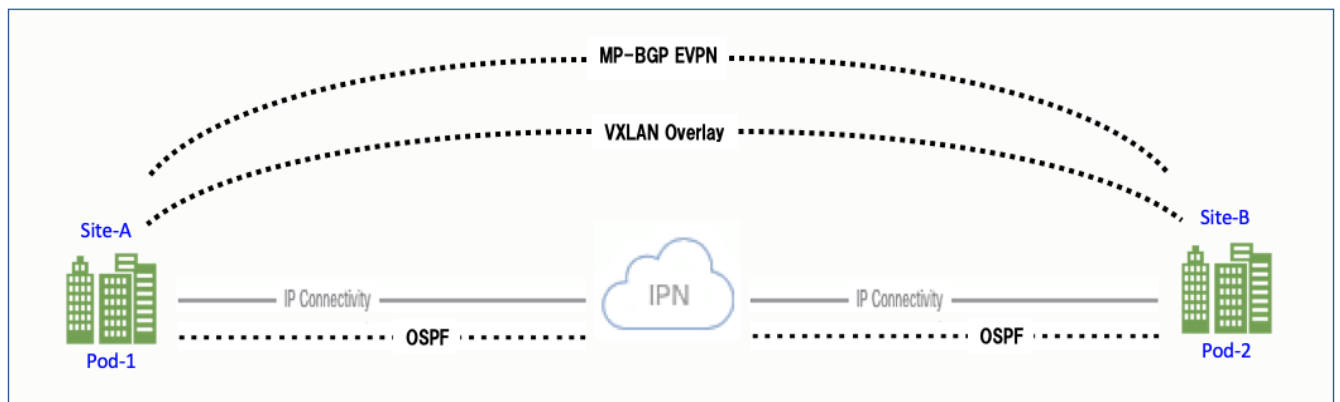 MP-BGP EVPN
VXLAN Overlay
Site-A
Site-B
IP Connectivity
IPN
IP Connectivity
OSPF
OSPF
Pod-1
Pod-2